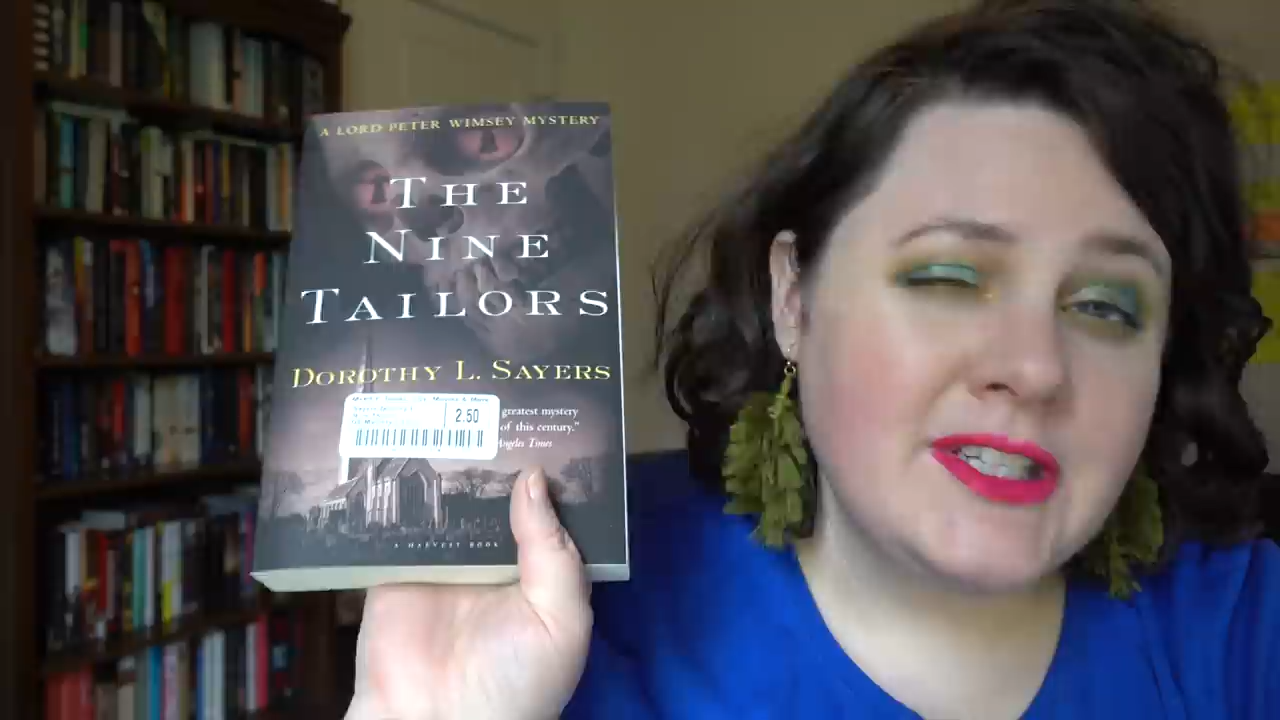 A LORD PETER WIMSEY MYSTERY
THE
NINE
TAILORS
DOROTHY L. SAYERS
2.50
greatest mystery
of this century."
Angeles Times
A HARVEST BOOK